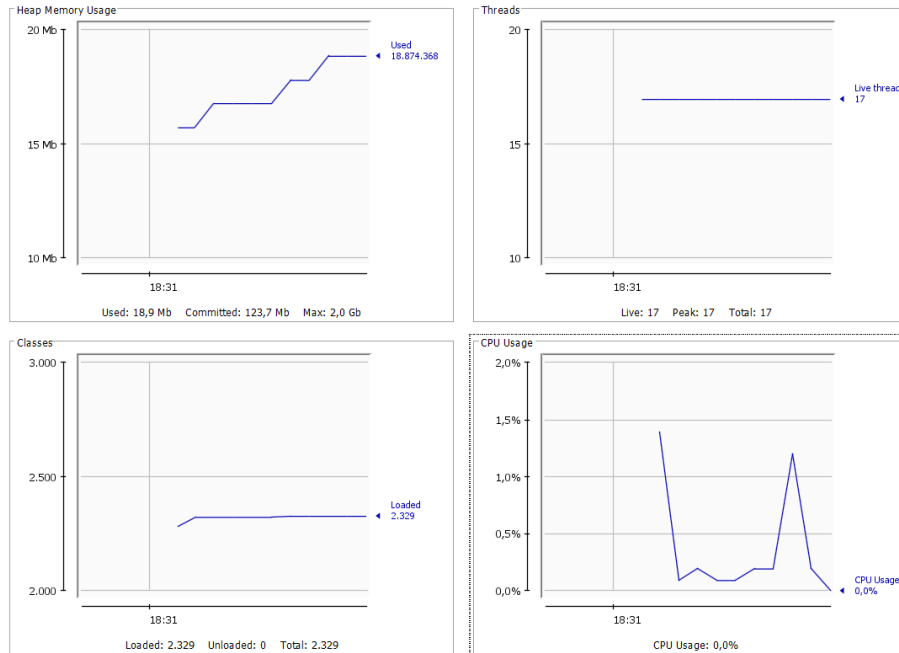 Heap Memory Usage
20 Mb
15 Mb
10 Mb
18:31
Used
18.874.368
Used: 18,9 Mb Committed: 123,7 Mb Max: 2,0 Gb
Threads
20
15
10
18:31
Live thread
17
Live: 17 Peak: 17 Total: 17
Classes
3.000
2.500
2.000
18:31
Loaded
2.329
Loaded: 2.329 Unloaded: 0 Total: 2.329
CPU Usage
2,0%
1,5%
1,0%
0,5%
0,0%
18:31
CPU Usage
0,0%
CPU Usage: 0,0%